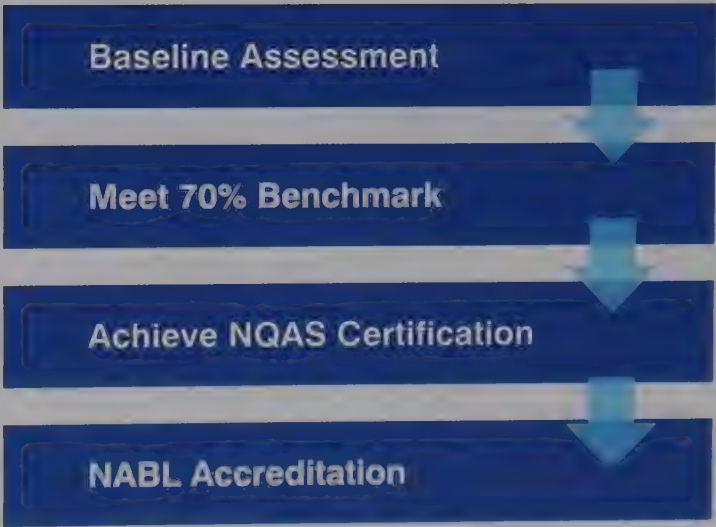 Baseline Assessment
Meet 70% Benchmark
Achieve NQAS Certification
NABL Accreditation